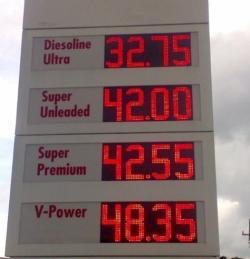 Diesoline
Ultra
32.75
Super
Unleaded
42.00
Super
Premium
42.55
V-Power
48.35